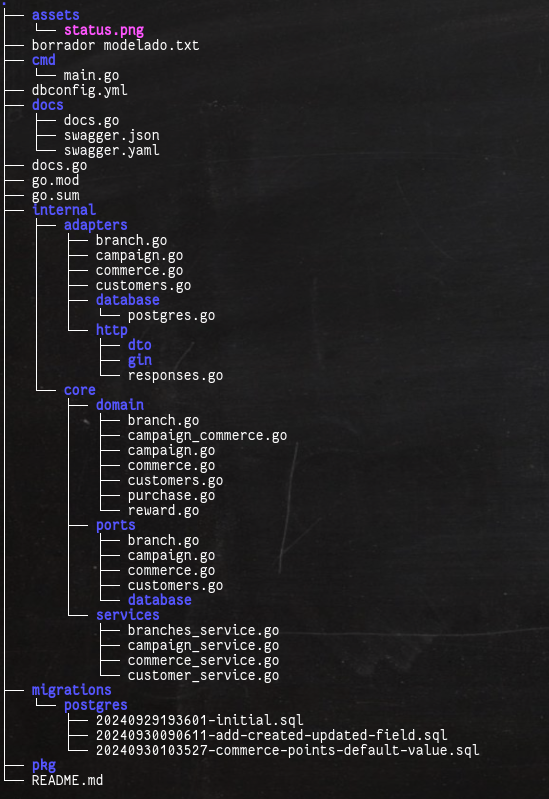 .
assets
status.png
borrador modelado.txt
cmd
main.go
dbconfig.yml
docs
docs.go
swagger.json
swagger.yaml
docs.go
go.mod
go.sum
internal
adapters
branch.go
campaign.go
commerce.go
customers.go
database
postgres.go
http
dto
gin
responses.go
core
domain
branch.go
campaign_commerce.go
campaign.go
commerce.go
customers.go
purchase.go
reward.go
ports
branch.go
campaign.go
commerce.go
customers.go
database
services
branches_service.go
campaign_service.go
commerce_service.go
customer_service.go
migrations
postgres
20240929193601-initial.sql
20240930090611-add-created-updated-field.sql
20240930103527-commerce-points-default-value.sql
pkg
README.md